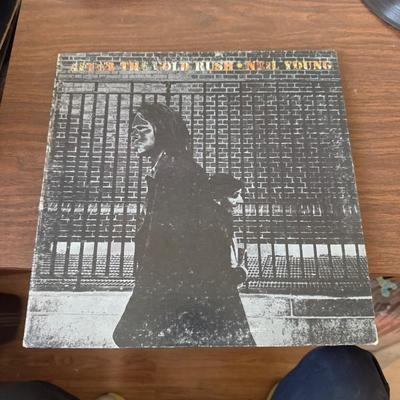 AFTER THE GOLD RUSH • NEIL YOUNG